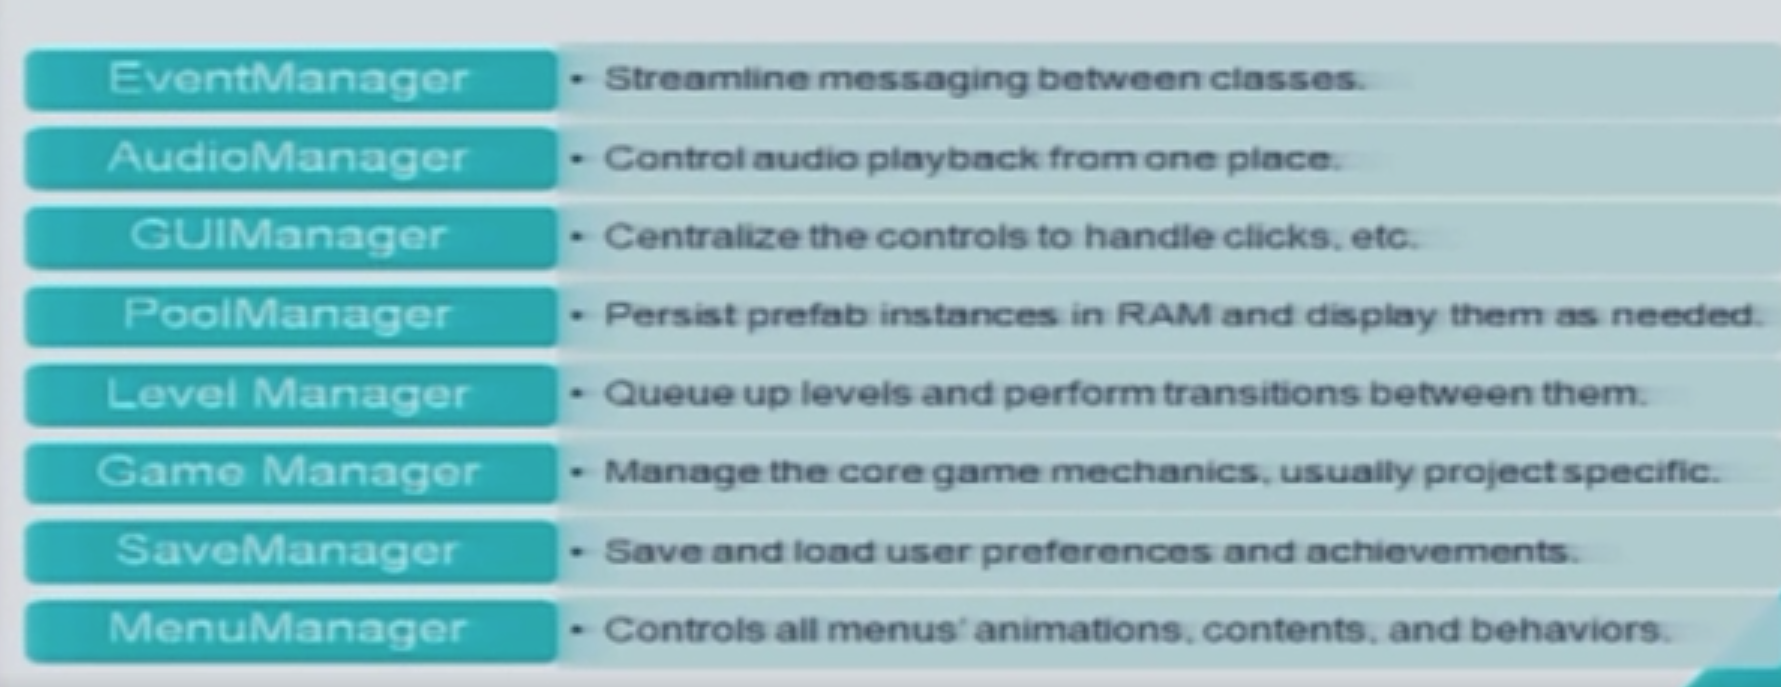 EventManager
• Streamline messaging between classes.
AudioManager
• Control audio playback from one place.
GUIManager
• Centralize the controls to handle clicks, etc.
PoolManager
• Persist prefab instances in RAM and display them as needed.
Level Manager
• Queue up levels and perform transitions between them.
Game Manager
• Manage the core game mechanics, usually project specific.
SaveManager
• Save and load user preferences and achievements.
MenuManager
• Controls all menus' animations, contents, and behaviors.